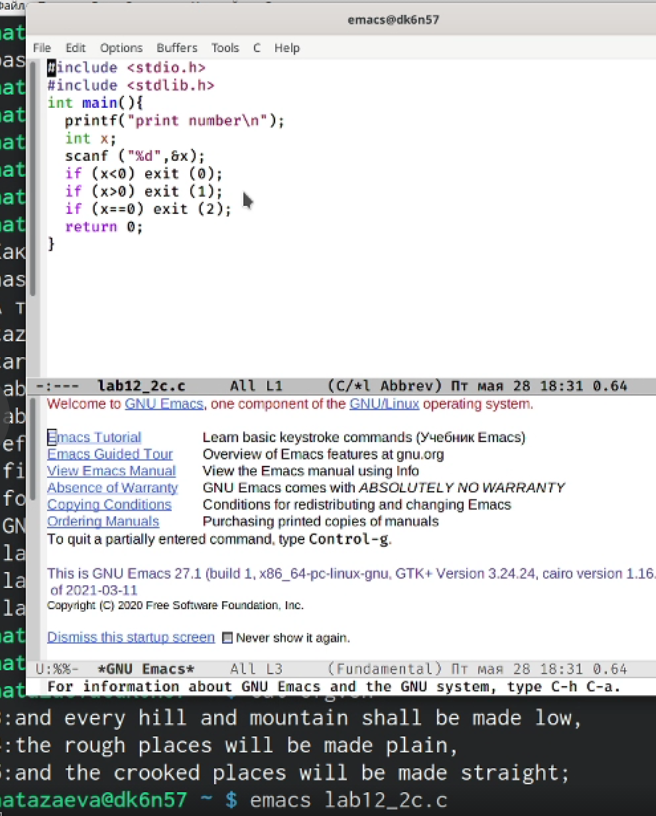 Файл
emacs@dk6n57
File Edit Options Buffers Tools C Help
#include <stdio.h>
#include <stdlib.h>
int main(){
printf("print number\n");
int x;
scanf ("%d",&x);
if (x<0) exit (0);
if (x>0) exit (1);
if (x==0) exit (2);
return 0;
}
-:--- lab12_2c.c All L1 (C/*l Abbrev) Пт мая 28 18:31 0.64
Welcome to GNU Emacs, one component of the GNU/Linux operating system.
Emacs Tutorial Learn basic keystroke commands (Учебник Emacs)
Emacs Guided Tour Overview of Emacs features at gnu.org
View Emacs Manual View the Emacs manual using Info
Absence of Warranty GNU Emacs comes with ABSOLUTELY NO WARRANTY
Copying Conditions Conditions for redistributing and changing Emacs
Ordering Manuals Purchasing printed copies of manuals
To quit a partially entered command, type Control-g.
This is GNU Emacs 27.1 (build 1, x86_64-pc-linux-gnu, GTK+ Version 3.24.24, cairo version 1.16.
of 2021-03-11
Copyright (C) 2020 Free Software Foundation, Inc.
Dismiss this startup screen Never show it again.
U:%%- *GNU Emacs* All L3 (Fundamental) Пт мая 28 18:31 0.64
For information about GNU Emacs and the GNU system, type C-h C-a.
:and every hill and mountain shall be made low,
:the rough places will be made plain,
:and the crooked places will be made straight;
natazaeva@dk6n57 ~ $ emacs lab12_2c.c